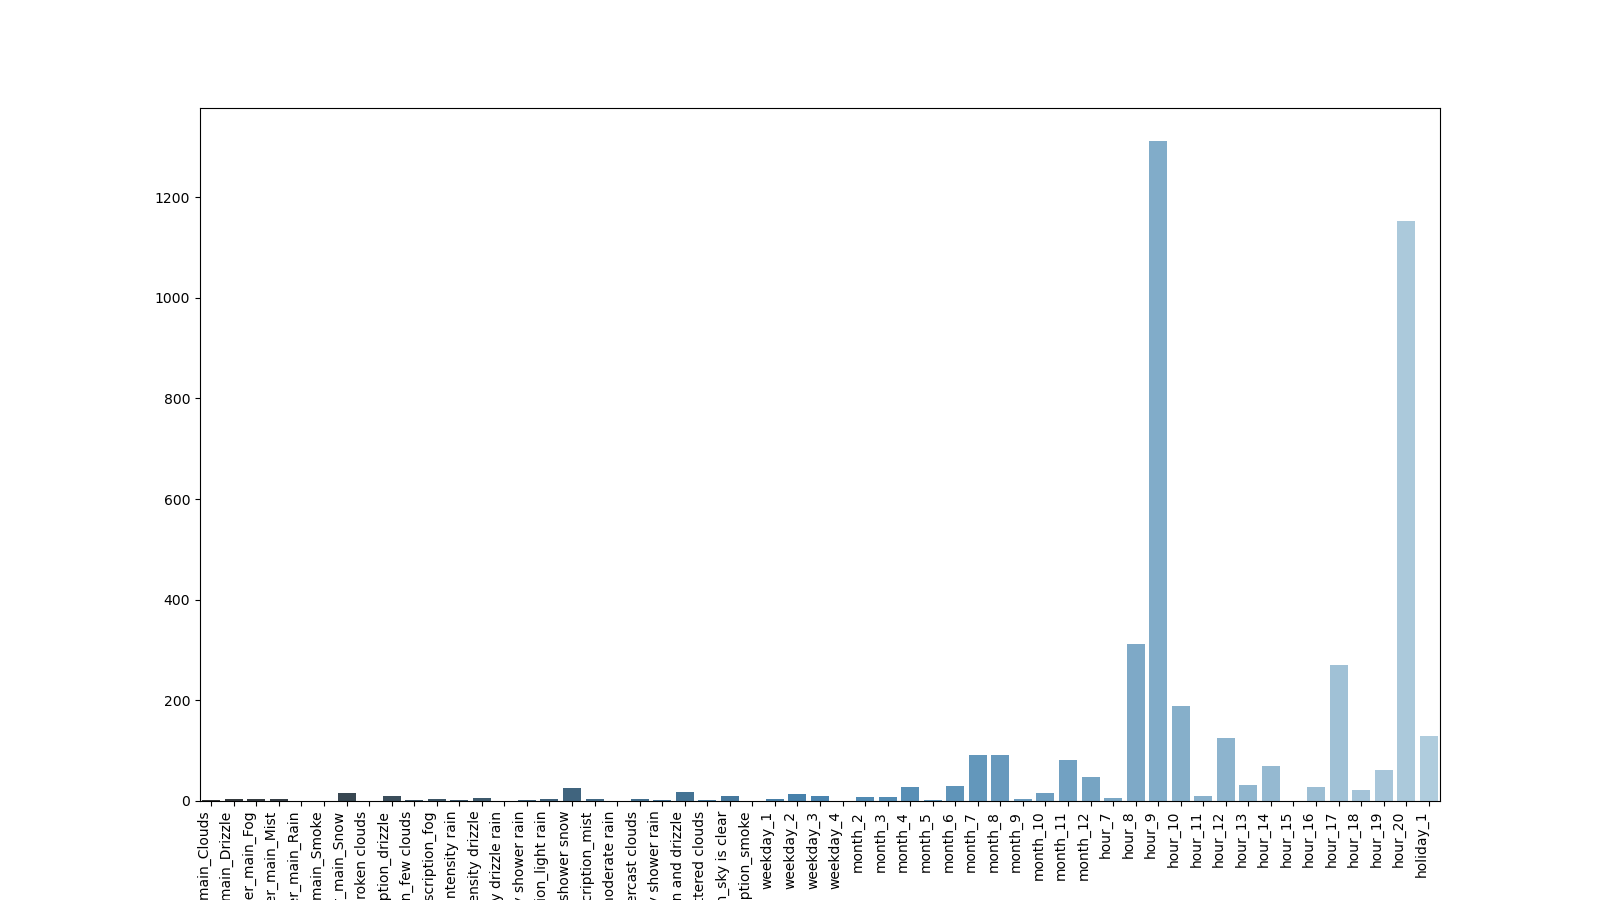 1200
1000
800
600
400
200
0
main_Clouds
main_Drizzle
er_main_Fog
er_main_Mist
er_main_Rain
main_Smoke
_main_Snow
roken clouds
ption_drizzle
n_few clouds
scription_fog
ntensity rain
ensity drizzle
y drizzle rain
shower rain
ion_light rain
shower snow
cription_mist
noderate rain
ercast clouds
y shower rain
n and drizzle
ttered clouds
n_sky is clear
ption_smoke
weekday_1
weekday_2
weekday_3
weekday_4
month_2
month_3
month_4
month_5
month_6
month_7
month_8
month_9
month_10
month_11
month_12
hour_7
hour_8
hour_9
hour_10
hour_11
hour_12
hour_13
hour_14
hour_15
hour_16
hour_17
hour_18
hour_19
hour_20
holiday_1